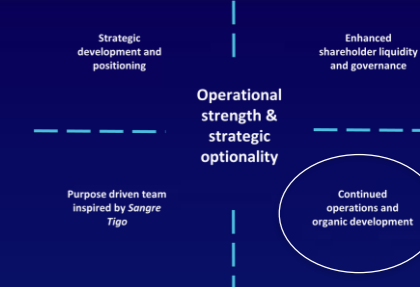 Strategic
development and
positioning
Enhanced
shareholder liquidity
and governance
Operational
strength &
strategic
optionality
Purpose driven team
inspired by Sangre
Tigo
Continued
operations and
organic development